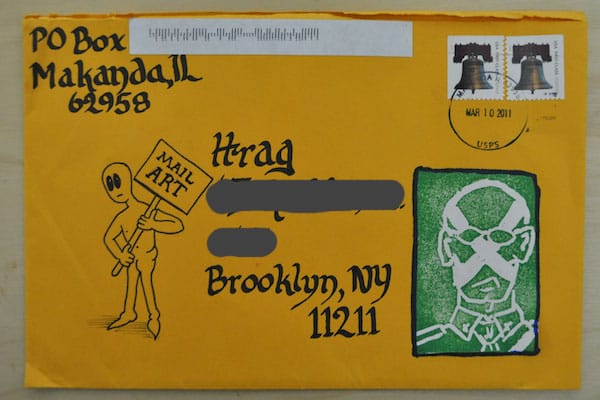 PO Box
Makanda, IL
62958
MAR 10 2011
USPS
MAIL
ART
Hrag
Brooklyn, NY
11211